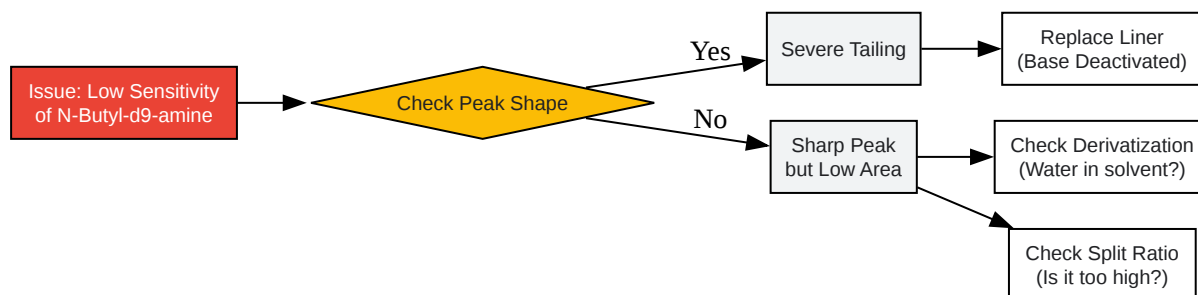 Issue: Low Sensitivity
of N-Butyl-d9-amine
Check Peak Shape
Yes
Severe Tailing
Replace Liner
(Base Deactivated)
No
Sharp Peak
but Low Area
Check Derivatization
(Water in solvent?)
Check Split Ratio
(Is it too high?)